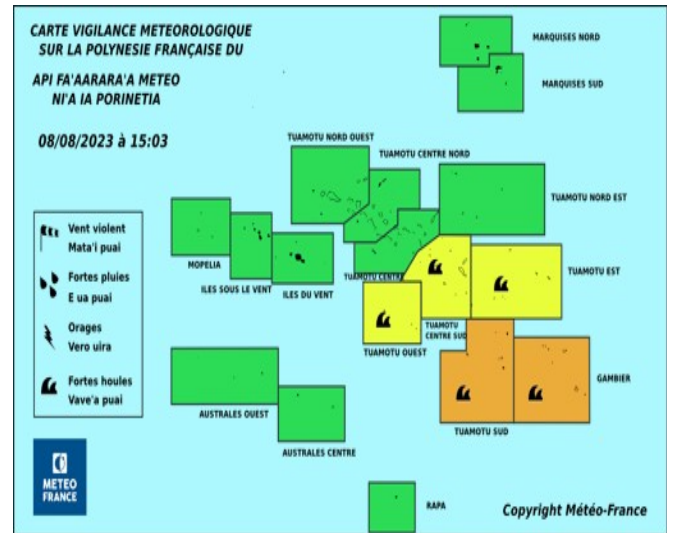 CARTE VIGILANCE METEOROLOGIQUE
SUR LA POLYNESIE FRANÇAISE DU
API FA'AARARA'A METEO
NI'A IA PORINETIA
08/08/2023 à 15:03
MARQUISES NORD
MARQUISES SUD
TUAMOTU NORD OUEST
TUAMOTU CENTRE NORD
TUAMOTU NORD EST
MOPELIA
ILES SOUS LE VENT
ILES DU VENT
TUAMOTU CENTRE
TUAMOTU EST
TUAMOTU
CENTRE SUD
TUAMOTU OUEST
GAMBIER
TUAMOTU SUD
AUSTRALES OUEST
AUSTRALES CENTRE
RAPA
Vent violent
Mata'i puai
Fortes pluies
E ua puai
Orages
Vero uira
Fortes houles
Vave'a puai
METEO
FRANCE
Copyright Météo-France